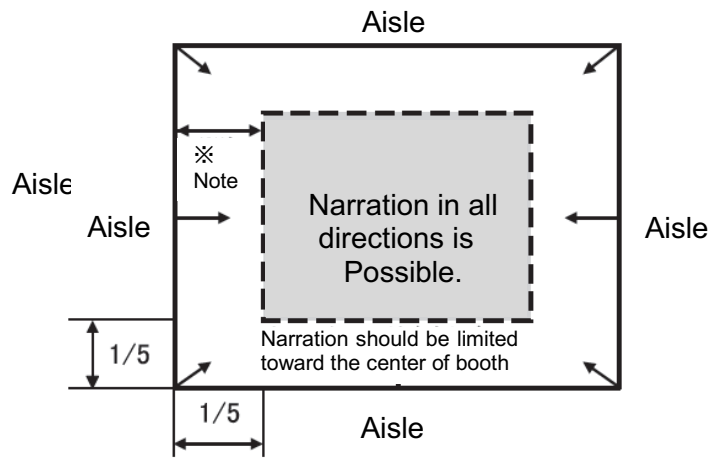 Aisle
※
Note
Aisle
Aisle
Narration in all
directions is
Possible.
Aisle
Narration should be limited
toward the center of booth
1/5
1/5
Aisle